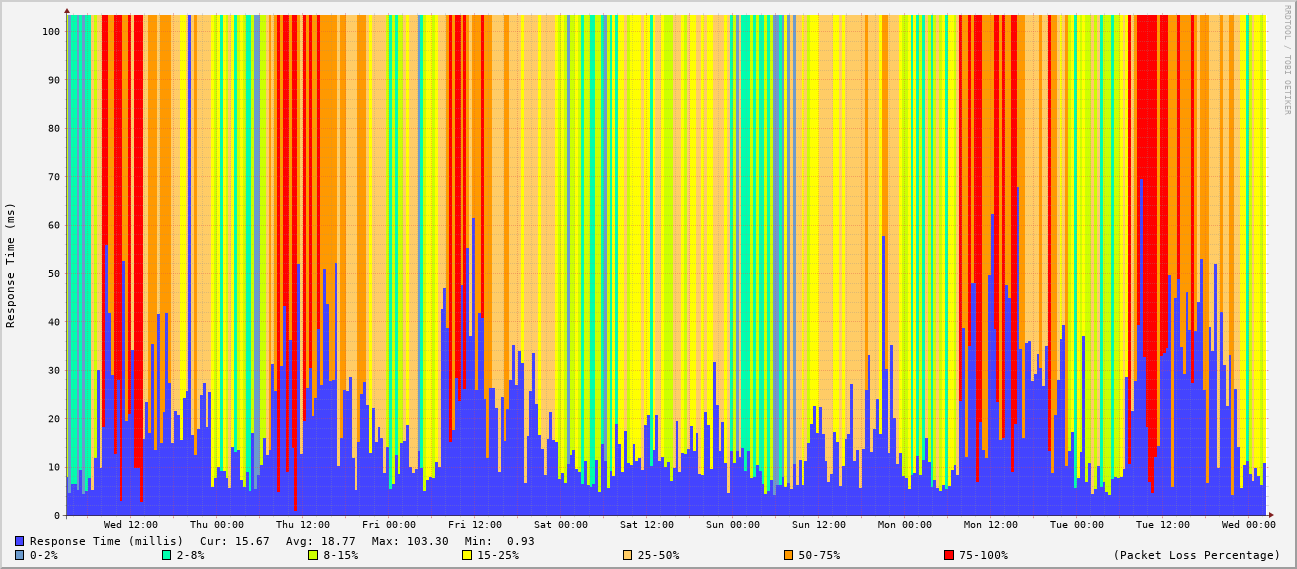 RRDTOOL / TOBI OETIKER
Response Time (ms)
100
90
80
70
60
50
40
30
20
10
0
Wed 12:00 Thu 00:00 Thu 12:00 Fri 00:00 Fri 12:00 Sat 00:00 Sat 12:00 Sun 00:00 Sun 12:00 Mon 00:00 Mon 12:00 Tue 00:00 Tue 12:00 Wed 00:00
Response Time (millis) Cur: 15.67 Avg: 18.77 Max: 103.30 Min: 0.93
0-2% 2-8% 8-15% 15-25% 25-50% 50-75% 75-100% (Packet Loss Percentage)